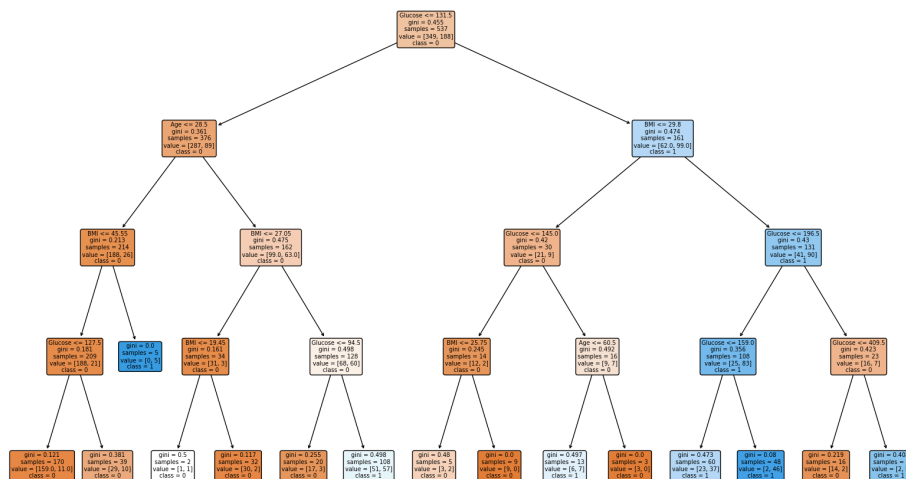 Glucose <= 131.5
gini = 0.455
samples = 537
value = [349, 188]
class = 0
Age <= 28.5
gini = 0.361
samples = 376
value = [287, 89]
class = 0
BMI <= 29.8
gini = 0.474
samples = 161
value = [62.0, 99.0]
class = 1
BMI <= 45.55
gini = 0.213
samples = 214
value = [188, 26]
class = 0
BMI <= 27.05
gini = 0.475
samples = 162
value = [99.0, 63.0]
class = 0
Glucose <= 145.0
gini = 0.42
samples = 30
value = [21, 9]
class = 0
Glucose <= 196.5
gini = 0.43
samples = 131
value = [41, 90]
class = 1
Glucose <= 127.5
gini = 0.181
samples = 209
value = [188, 21]
class = 0
gini = 0.0
samples = 5
value = [0, 5]
class = 1
BMI <= 19.45
gini = 0.161
samples = 34
value = [31, 3]
class = 0
Glucose <= 94.5
gini = 0.498
samples = 128
value = [68, 60]
class = 0
BMI <= 25.75
gini = 0.245
samples = 14
value = [12, 2]
class = 0
Age <= 60.5
gini = 0.492
samples = 16
value = [9, 7]
class = 0
Glucose <= 159.0
gini = 0.356
samples = 108
value = [25, 83]
class = 1
Glucose <= 409.5
gini = 0.423
samples = 23
value = [16, 7]
class = 0
gini = 0.121
samples = 170
value = [159.0, 11.0]
class = 0
gini = 0.381
samples = 39
value = [29, 10]
class = 0
gini = 0.5
samples = 2
value = [1, 1]
class = 0
gini = 0.117
samples = 32
value = [30, 2]
class = 0
gini = 0.255
samples = 20
value = [17, 3]
class = 0
gini = 0.498
samples = 108
value = [51, 57]
class = 1
gini = 0.48
samples = 5
value = [3, 2]
class = 0
gini = 0.0
samples = 9
value = [9, 0]
class = 0
gini = 0.497
samples = 13
value = [6, 7]
class = 1
gini = 0.0
samples = 3
value = [3, 0]
class = 0
gini = 0.473
samples = 60
value = [23, 37]
class = 1
gini = 0.08
samples = 48
value = [2, 46]
class = 1
gini = 0.219
samples = 16
value = [14, 2]
class = 0
gini = 0.40
samples =
value = [2,
class = 1